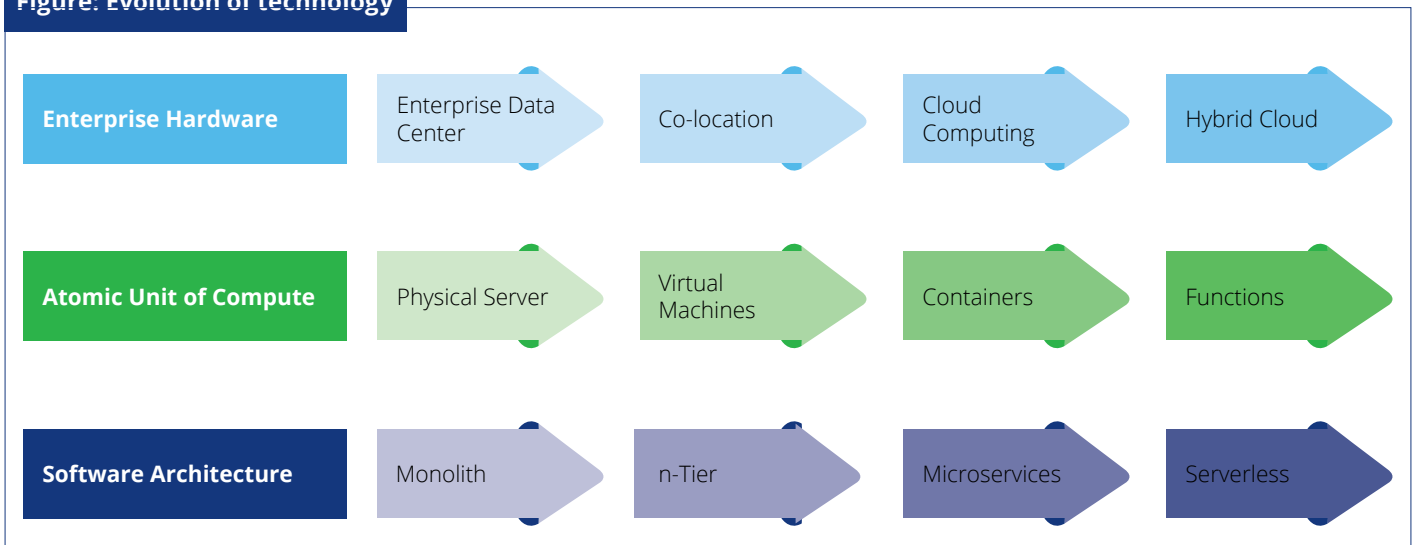 Figure: Evolution of technology
Enterprise Hardware
Enterprise Data
Center
Co-location
Cloud
Computing
Hybrid Cloud
Atomic Unit of Compute
Physical Server
Virtual
Machines
Containers
Functions
Software Architecture
Monolith
n-Tier
Microservices
Serverless